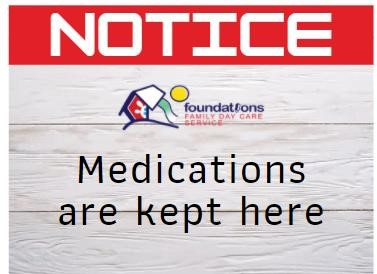 NOTICE
foundations
FAMILY DAY CARE
SERVICE
Medications
are kept here